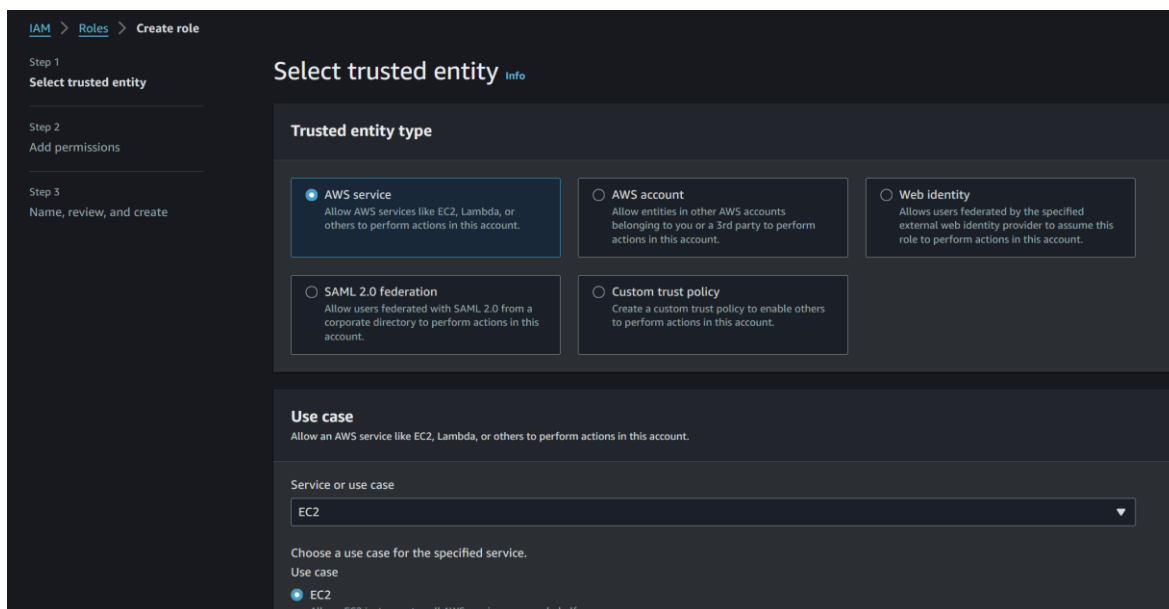 IAM > Roles > Create role
Step 1
Select trusted entity
Step 2
Add permissions
Step 3
Name, review, and create
Select trusted entity Info
Trusted entity type
AWS service
Allow AWS services like EC2, Lambda, or
others to perform actions in this account.
AWS account
Allow entities in other AWS accounts
belonging to you or a 3rd party to perform
actions in this account.
Web identity
Allows users federated by the specified
external web identity provider to assume this
role to perform actions in this account.
SAML 2.0 federation
Allow users federated with SAML 2.0 from a
corporate directory to perform actions in this
account.
Custom trust policy
Create a custom trust policy to enable others
to perform actions in this account.
Use case
Allow an AWS service like EC2, Lambda, or others to perform actions in this account.
Service or use case
EC2
Choose a use case for the specified service.
Use case
EC2